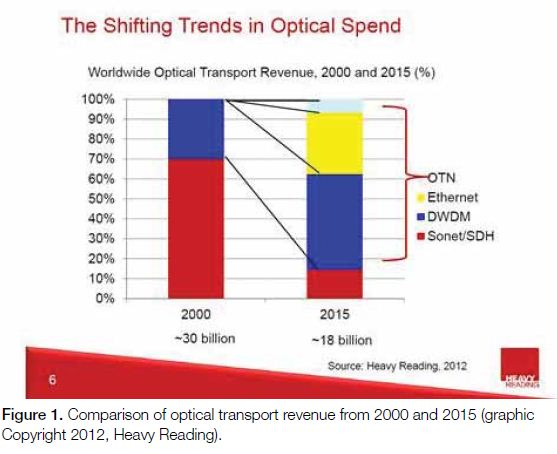 The Shifting Trends in Optical Spend
Worldwide Optical Transport Revenue, 2000 and 2015 (%)
100%
90%
80%
70%
60%
50%
40%
30%
20%
10%
0%
OTN
Ethernet
DWDM
Sonet/SDH
2000
2015
~30 billion
~18 billion
Source: Heavy Reading, 2012
6
HEAVY
READING
Figure 1. Comparison of optical transport revenue from 2000 and 2015 (graphic
Copyright 2012, Heavy Reading).